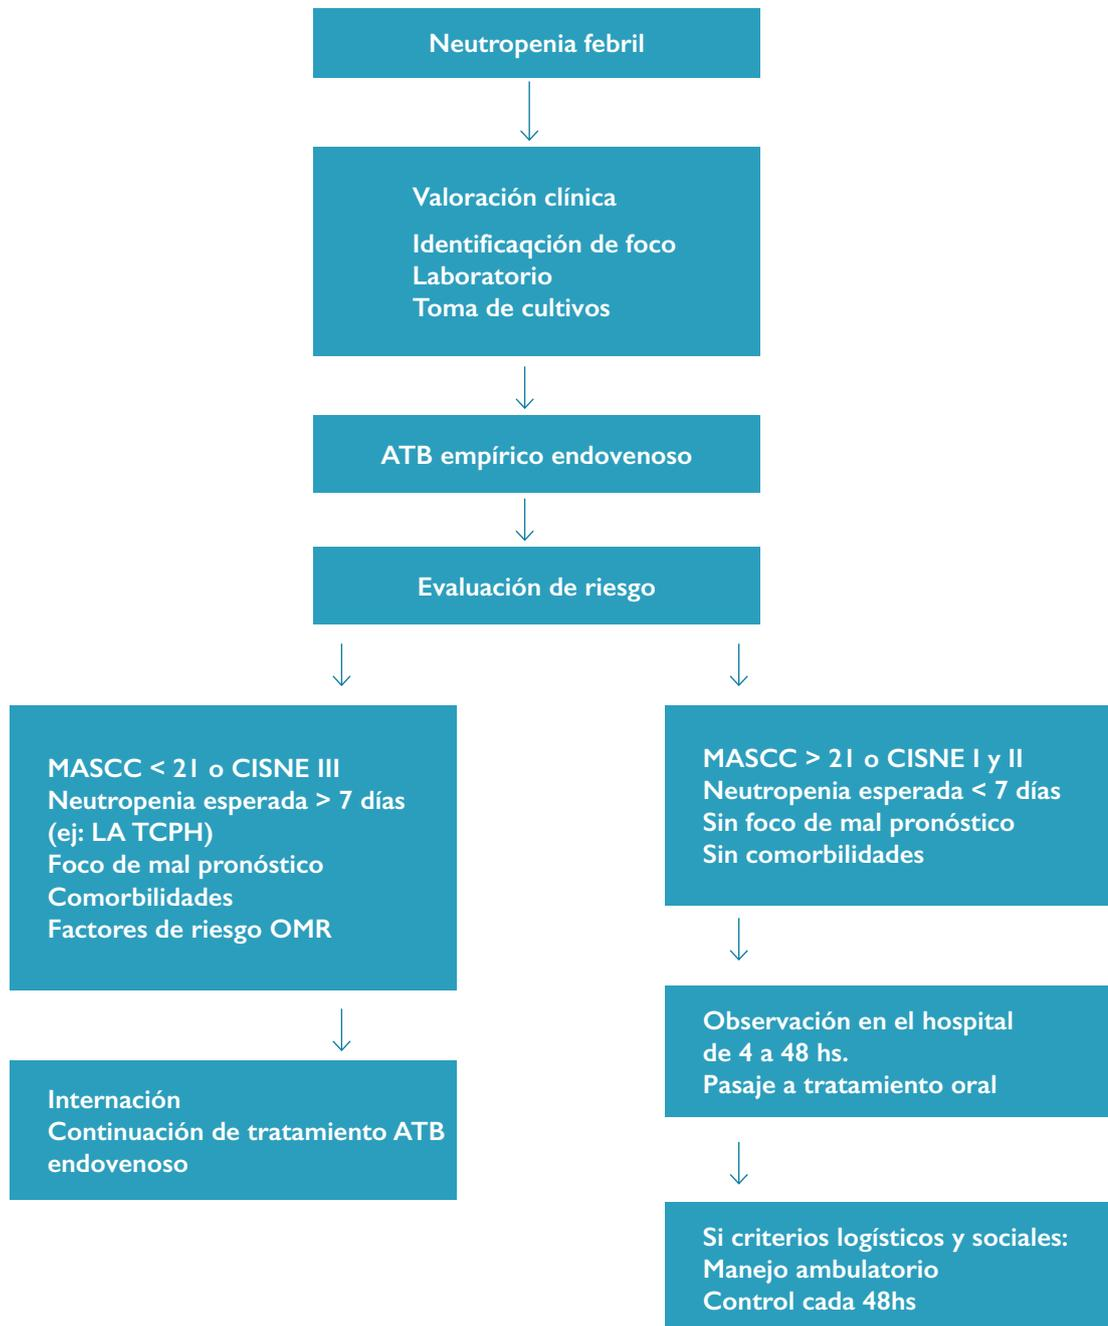 Neutropenia febril
Valoración clínica
Identificaqción de foco
Laboratorio
Toma de cultivos
ATB empírico endovenoso
Evaluación de riesgo
MASCC < 21 o CISNE III
Neutropenia esperada > 7 días
(ej: LA TCPH)
Foco de mal pronóstico
Comorbilidades
Factores de riesgo OMR
Internación
Continuación de tratamiento ATB
endovenoso
MASCC > 21 o CISNE I y II
Neutropenia esperada < 7 días
Sin foco de mal pronóstico
Sin comorbilidades
Observación en el hospital
de 4 a 48 hs.
Pasaje a tratamiento oral
Si criterios logísticos y sociales:
Manejo ambulatorio
Control cada 48hs